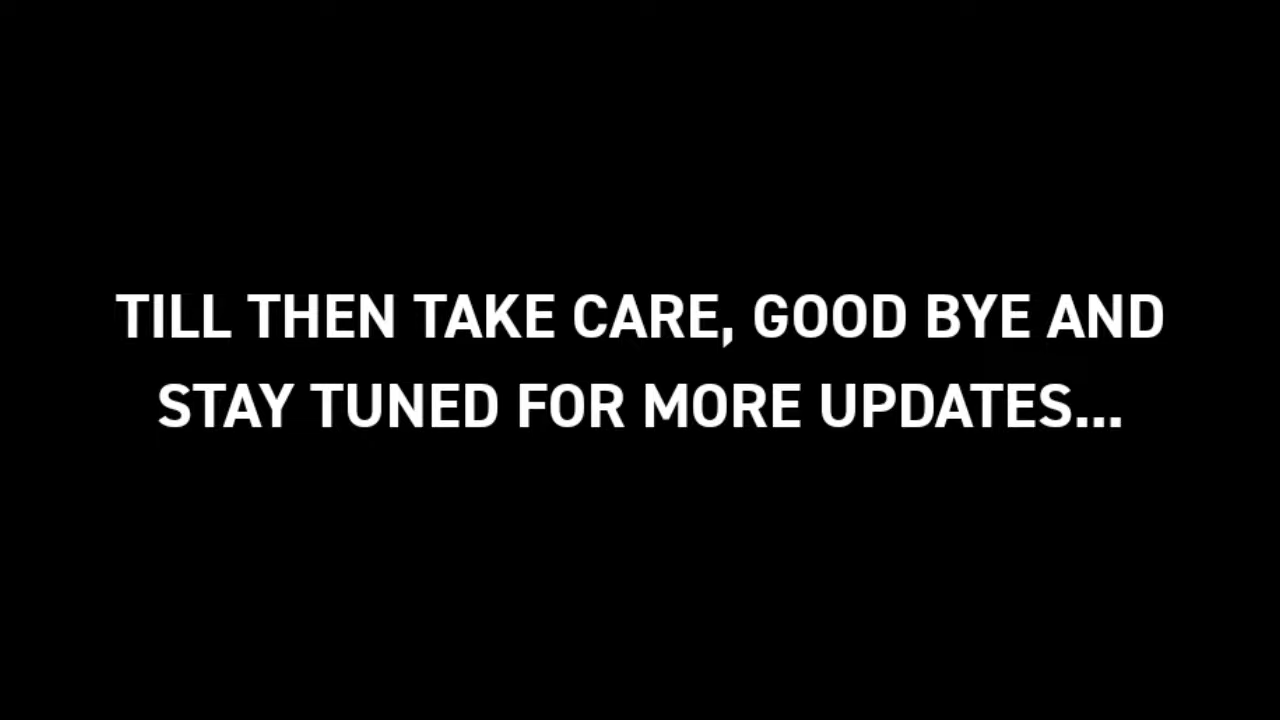 TILL THEN TAKE CARE, GOOD BYE AND
STAY TUNED FOR MORE UPDATES...